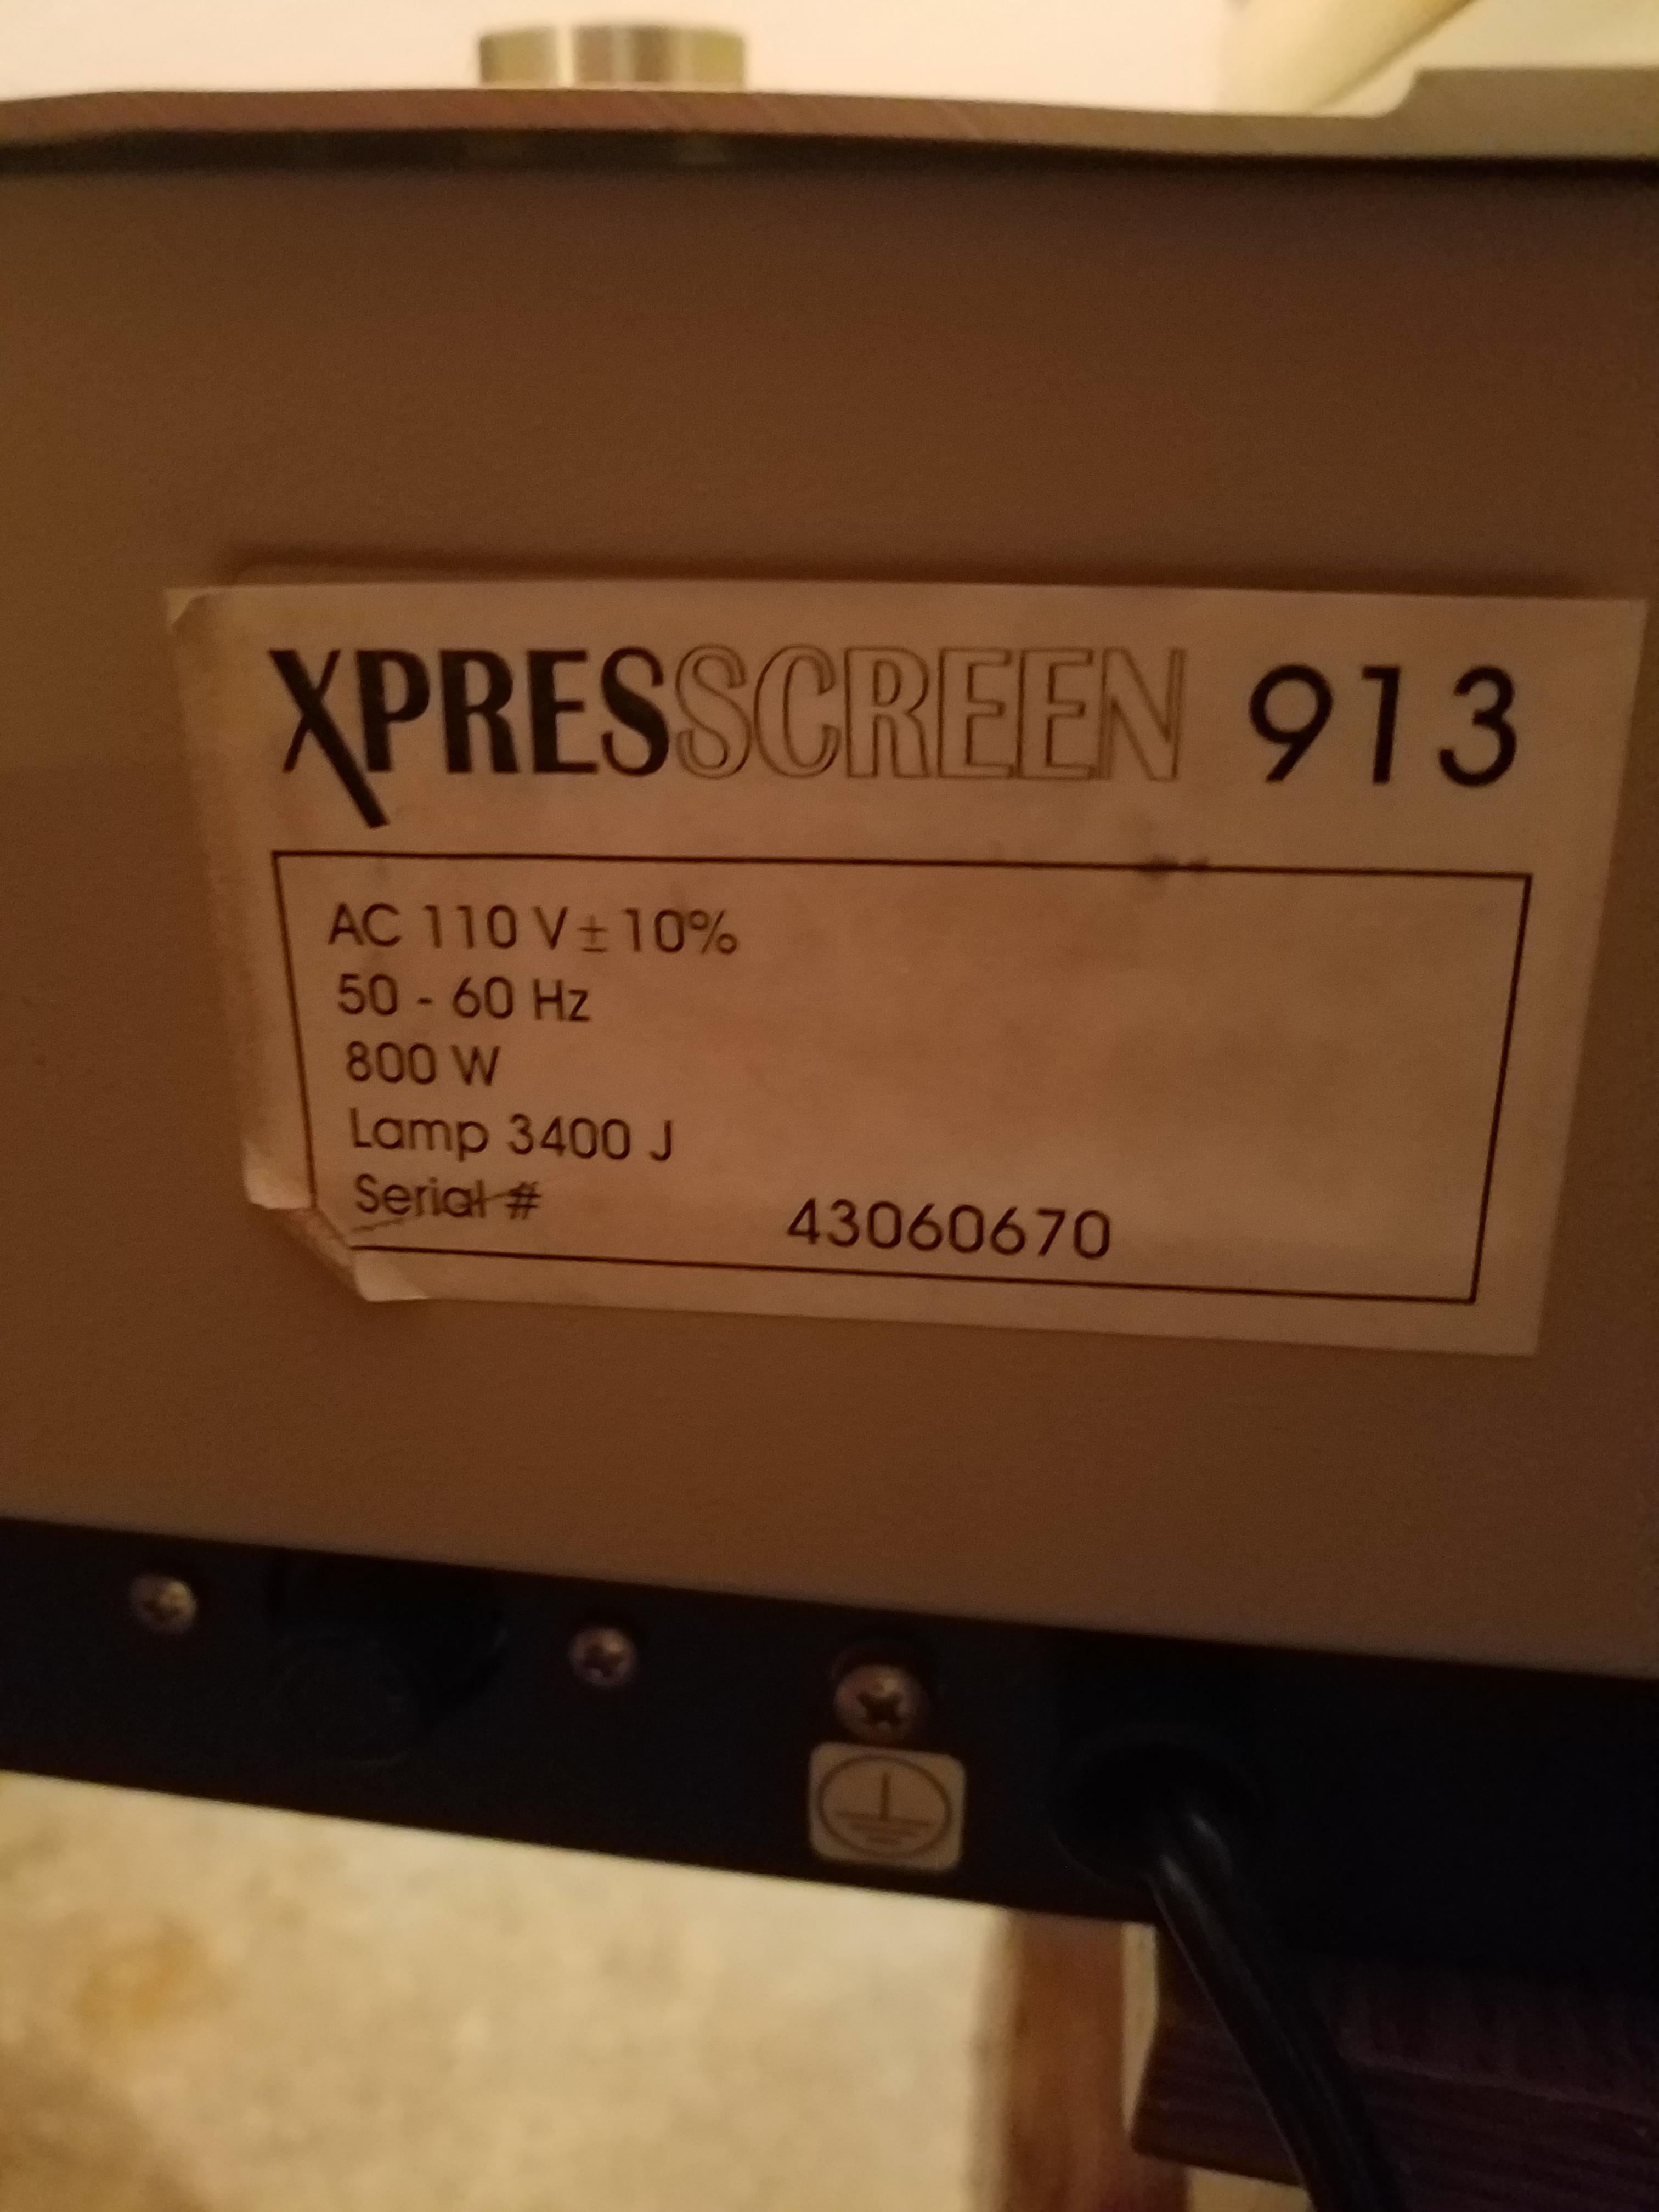 XPRESSCREEN 913
AC 110 V ± 10%
50 - 60 Hz
800 W
Lamp 3400 J
Serial # 43060670